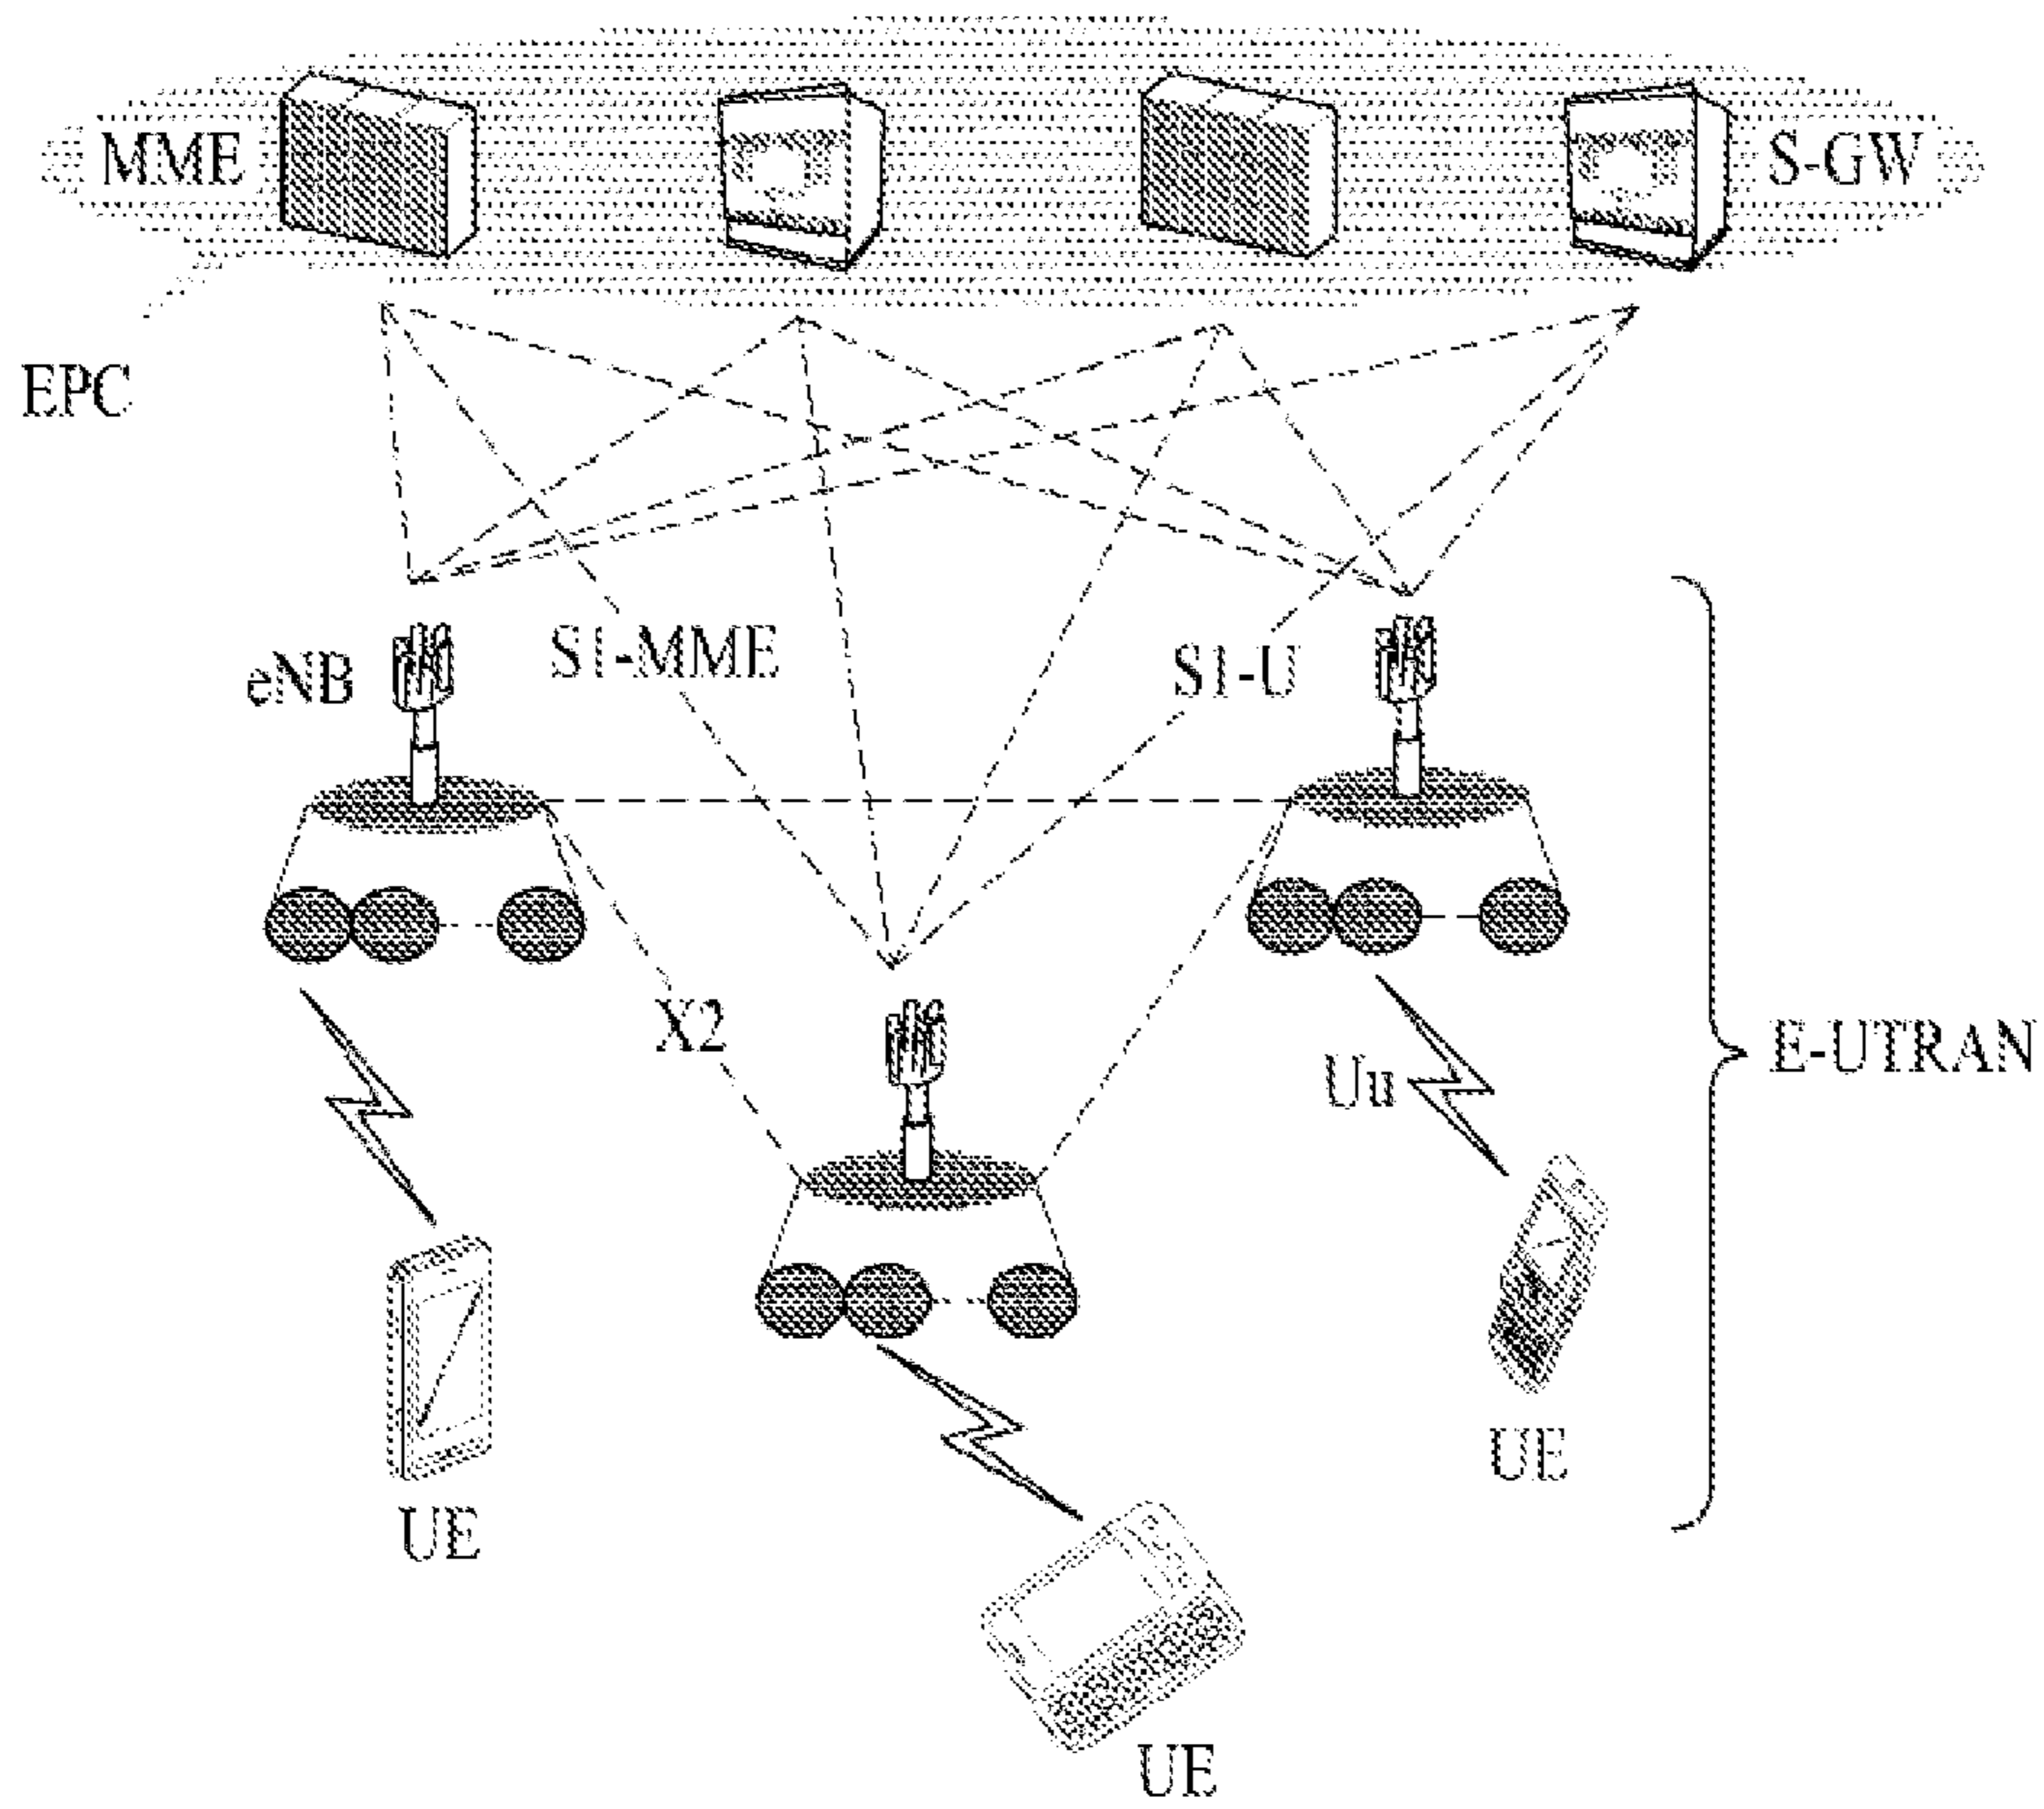 MME
S-GW
EPC
eNB
S1-MME
S1-U
X2
Uu
E-UTRAN
UE
UE
UE